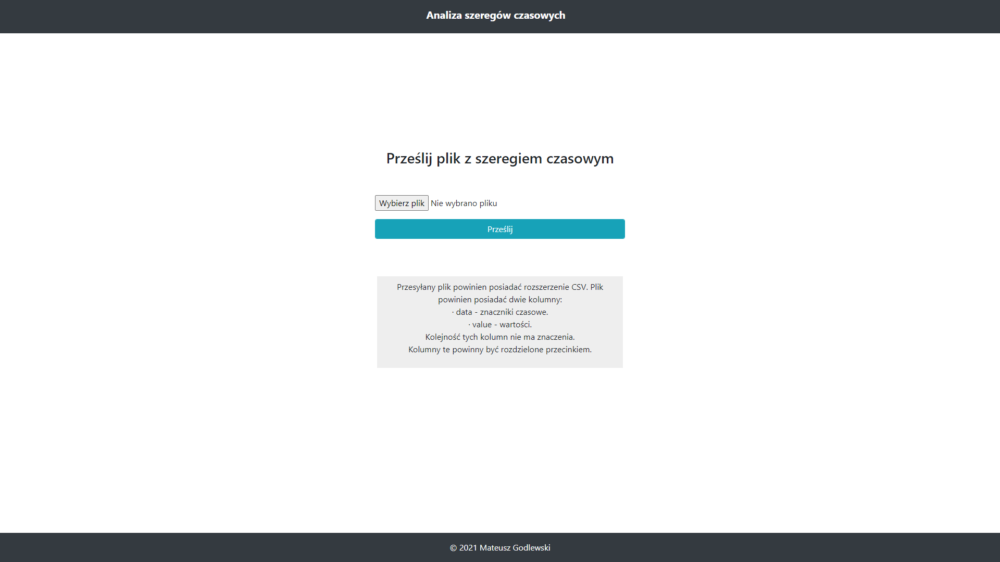 Analiza szeregów czasowych
Prześlij plik z szeregiem czasowym
Wybierz plik Nie wybrano pliku
Prześlij
Przesyłany plik powinien posiadać rozszerzenie CSV. Plik
powinien posiadać dwie kolumny:
· data - znaczniki czasowe.
· value - wartości.
Kolejność tych kolumn nie ma znaczenia.
Kolumny te powinny być rozdzielone przecinkiem.
© 2021 Mateusz Godlewski